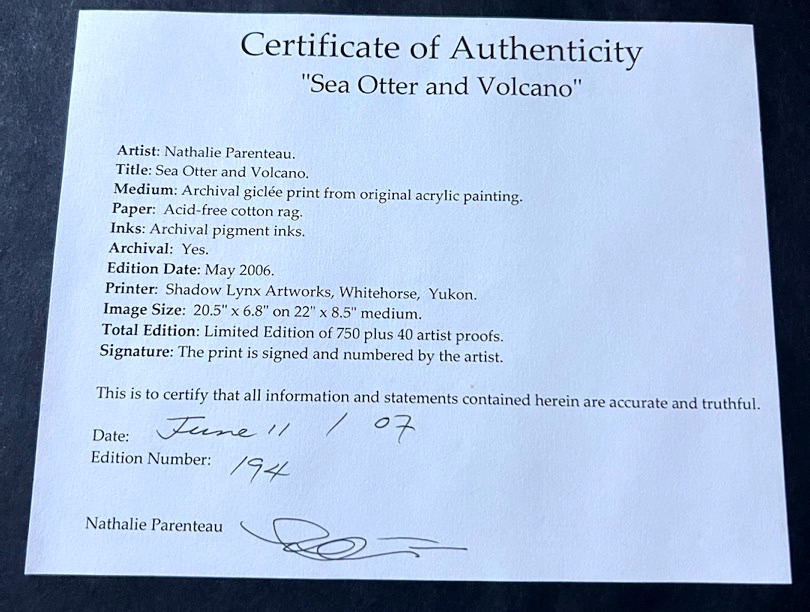 Certificate of Authenticity
"Sea Otter and Volcano"
Artist: Nathalie Parenteau.
Title: Sea Otter and Volcano.
Medium: Archival giclée print from original acrylic painting.
Paper: Acid-free cotton rag.
Inks: Archival pigment inks.
Archival: Yes.
Edition Date: May 2006.
Printer: Shadow Lynx Artworks, Whitehorse, Yukon.
Image Size: 20.5" x 6.8" on 22" x 8.5" medium.
Total Edition: Limited Edition of 750 plus 40 artist proofs.
Signature: The print is signed and numbered by the artist.
This is to certify that all information and statements contained herein are accurate and truthful.
Date: June 11 / 07
Edition Number: 194
Nathalie Parenteau